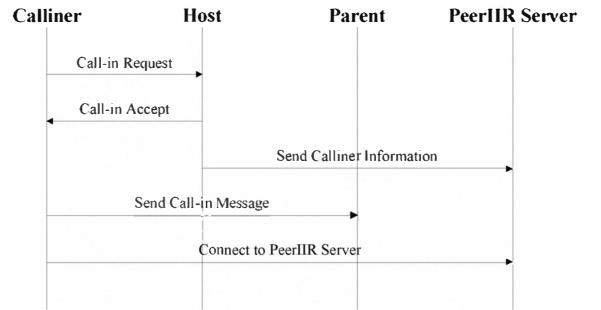 Calliner Host Parent PeerIIR Server
Call-in Request
Call-in Accept
Send Calliner Information
Send Call-in Message
Connect to PeerIIR Server